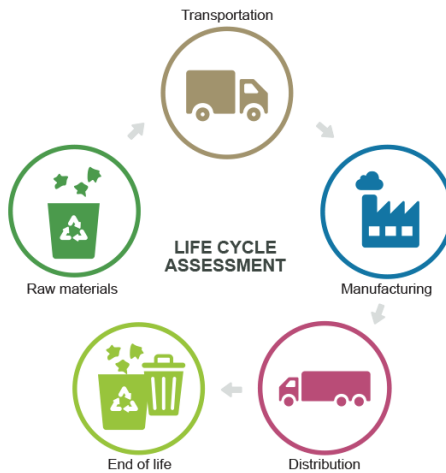 Transportation
LIFE CYCLE
ASSESSMENT
Raw materials
Manufacturing
End of life
Distribution